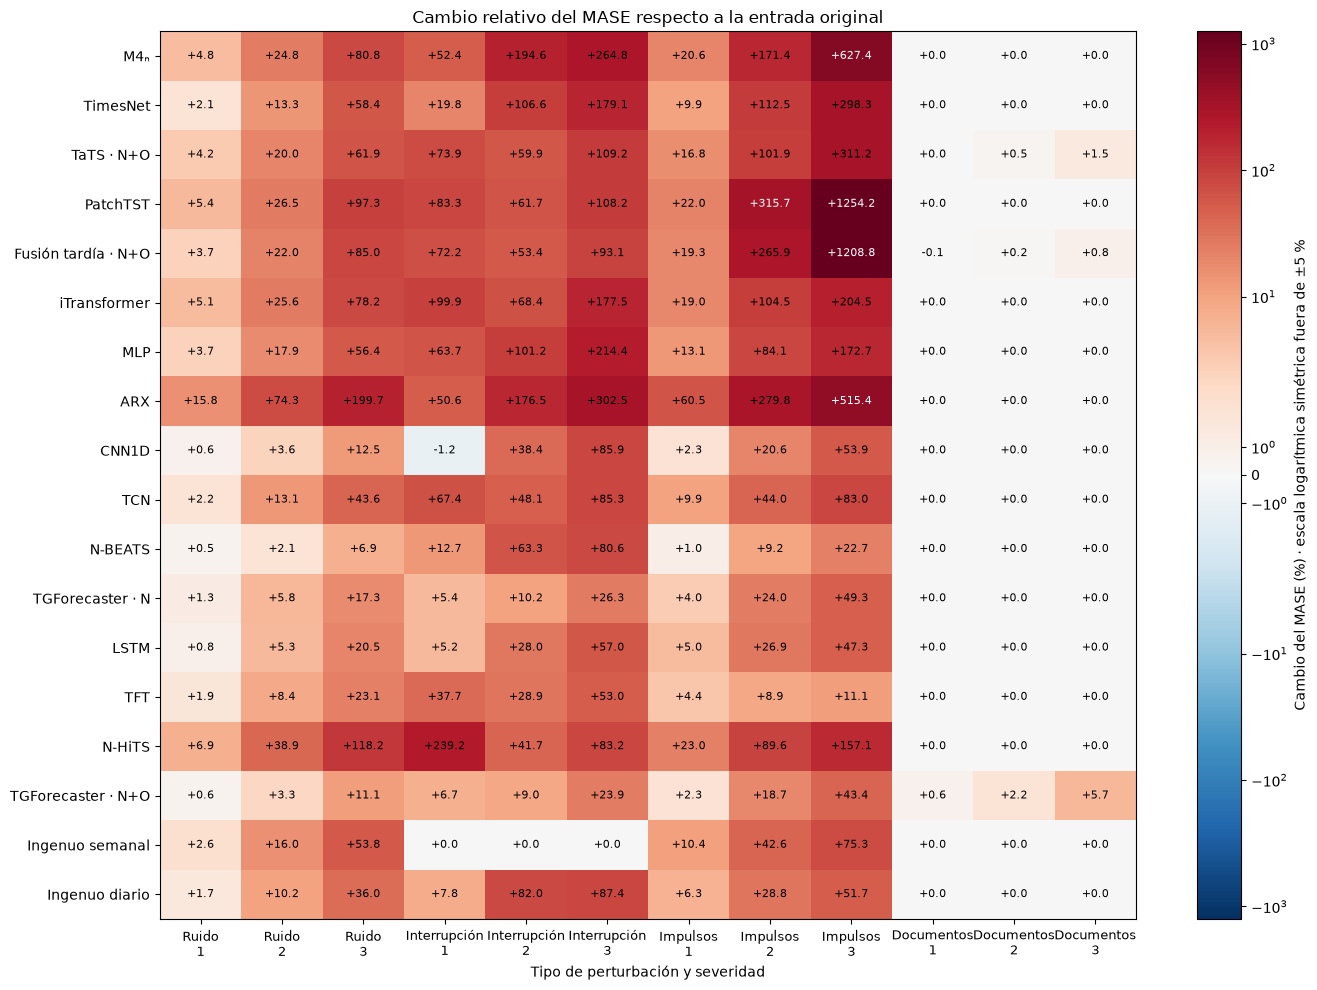 Cambio relativo del MASE respecto a la entrada original
M4ₙ +4.8 +24.8 +80.8 +52.4 +194.6 +264.8 +20.6 +171.4 +627.4 +0.0 +0.0 +0.0
TimesNet +2.1 +13.3 +58.4 +19.8 +106.6 +179.1 +9.9 +112.5 +298.3 +0.0 +0.0 +0.0
TaTS · N+O +4.2 +20.0 +61.9 +73.9 +59.9 +109.2 +16.8 +101.9 +311.2 +0.0 +0.5 +1.5
PatchTST +5.4 +26.5 +97.3 +83.3 +61.7 +108.2 +22.0 +315.7 +1254.2 +0.0 +0.0 +0.0
Fusión tardía · N+O +3.7 +22.0 +85.0 +72.2 +53.4 +93.1 +19.3 +265.9 +1208.8 -0.1 +0.2 +0.8
iTransformer +5.1 +25.6 +78.2 +99.9 +68.4 +177.5 +19.0 +104.5 +204.5 +0.0 +0.0 +0.0
MLP +3.7 +17.9 +56.4 +63.7 +101.2 +214.4 +13.1 +84.1 +172.7 +0.0 +0.0 +0.0
ARX +15.8 +74.3 +199.7 +50.6 +176.5 +302.5 +60.5 +279.8 +515.4 +0.0 +0.0 +0.0
CNN1D +0.6 +3.6 +12.5 -1.2 +38.4 +85.9 +2.3 +20.6 +53.9 +0.0 +0.0 +0.0
TCN +2.2 +13.1 +43.6 +67.4 +48.1 +85.3 +9.9 +44.0 +83.0 +0.0 +0.0 +0.0
N-BEATS +0.5 +2.1 +6.9 +12.7 +63.3 +80.6 +1.0 +9.2 +22.7 +0.0 +0.0 +0.0
TGForecaster · N +1.3 +5.8 +17.3 +5.4 +10.2 +26.3 +4.0 +24.0 +49.3 +0.0 +0.0 +0.0
LSTM +0.8 +5.3 +20.5 +5.2 +28.0 +57.0 +5.0 +26.9 +47.3 +0.0 +0.0 +0.0
TFT +1.9 +8.4 +23.1 +37.7 +28.9 +53.0 +4.4 +8.9 +11.1 +0.0 +0.0 +0.0
N-HiTS +6.9 +38.9 +118.2 +239.2 +41.7 +83.2 +23.0 +89.6 +157.1 +0.0 +0.0 +0.0
TGForecaster · N+O +0.6 +3.3 +11.1 +6.7 +9.0 +23.9 +2.3 +18.7 +43.4 +0.6 +2.2 +5.7
Ingenuo semanal +2.6 +16.0 +53.8 +0.0 +0.0 +0.0 +10.4 +42.6 +75.3 +0.0 +0.0 +0.0
Ingenuo diario +1.7 +10.2 +36.0 +7.8 +82.0 +87.4 +6.3 +28.8 +51.7 +0.0 +0.0 +0.0
Ruido Ruido Ruido Interrupción Interrupción Interrupción Impulsos Impulsos Impulsos Documentos Documentos Documentos
1 2 3 1 2 3 1 2 3 1 2 3
Tipo de perturbación y severidad
10³
10²
10¹
10⁰
0
−10⁰
−10¹
−10²
−10³
Cambio del MASE (%) · escala logarítmica simétrica fuera de ±5 %